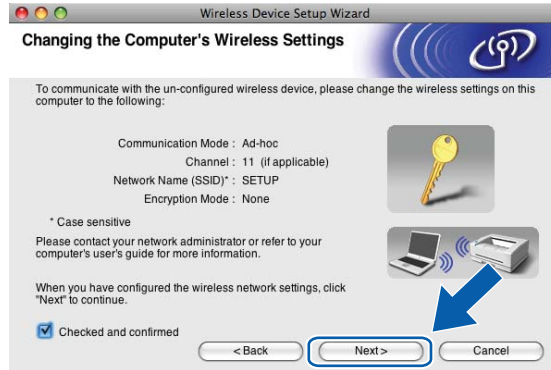 Wireless Device Setup Wizard
Changing the Computer's Wireless Settings
To communicate with the un-configured wireless device, please change the wireless settings on this
computer to the following:
Communication Mode : Ad-hoc
Channel : 11 (if applicable)
Network Name (SSID)* : SETUP
Encryption Mode : None
* Case sensitive
Please contact your network administrator or refer to your
computer's user's guide for more information.
When you have configured the wireless network settings, click
"Next" to continue.
Checked and confirmed
< Back Next > Cancel